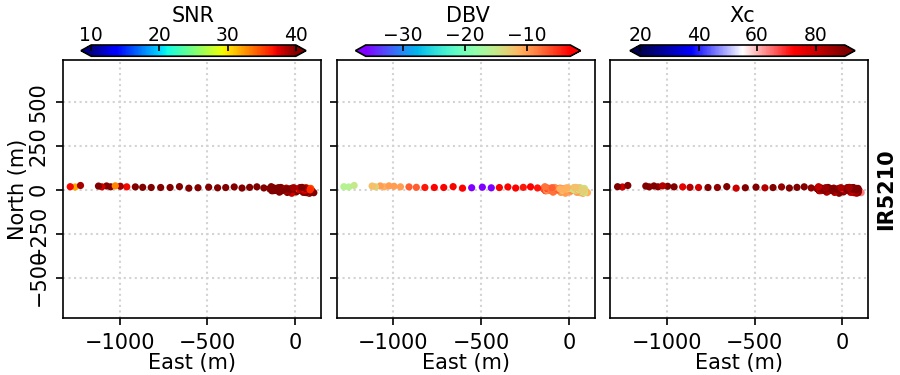 SNR DBV Xc
10 20 30 40 −30 −20 −10 20 40 60 80
North (m)
500
250
0
−250
−500
IR5210
−1000 −500 0 −1000 −500 0 −1000 −500 0
East (m) East (m) East (m)